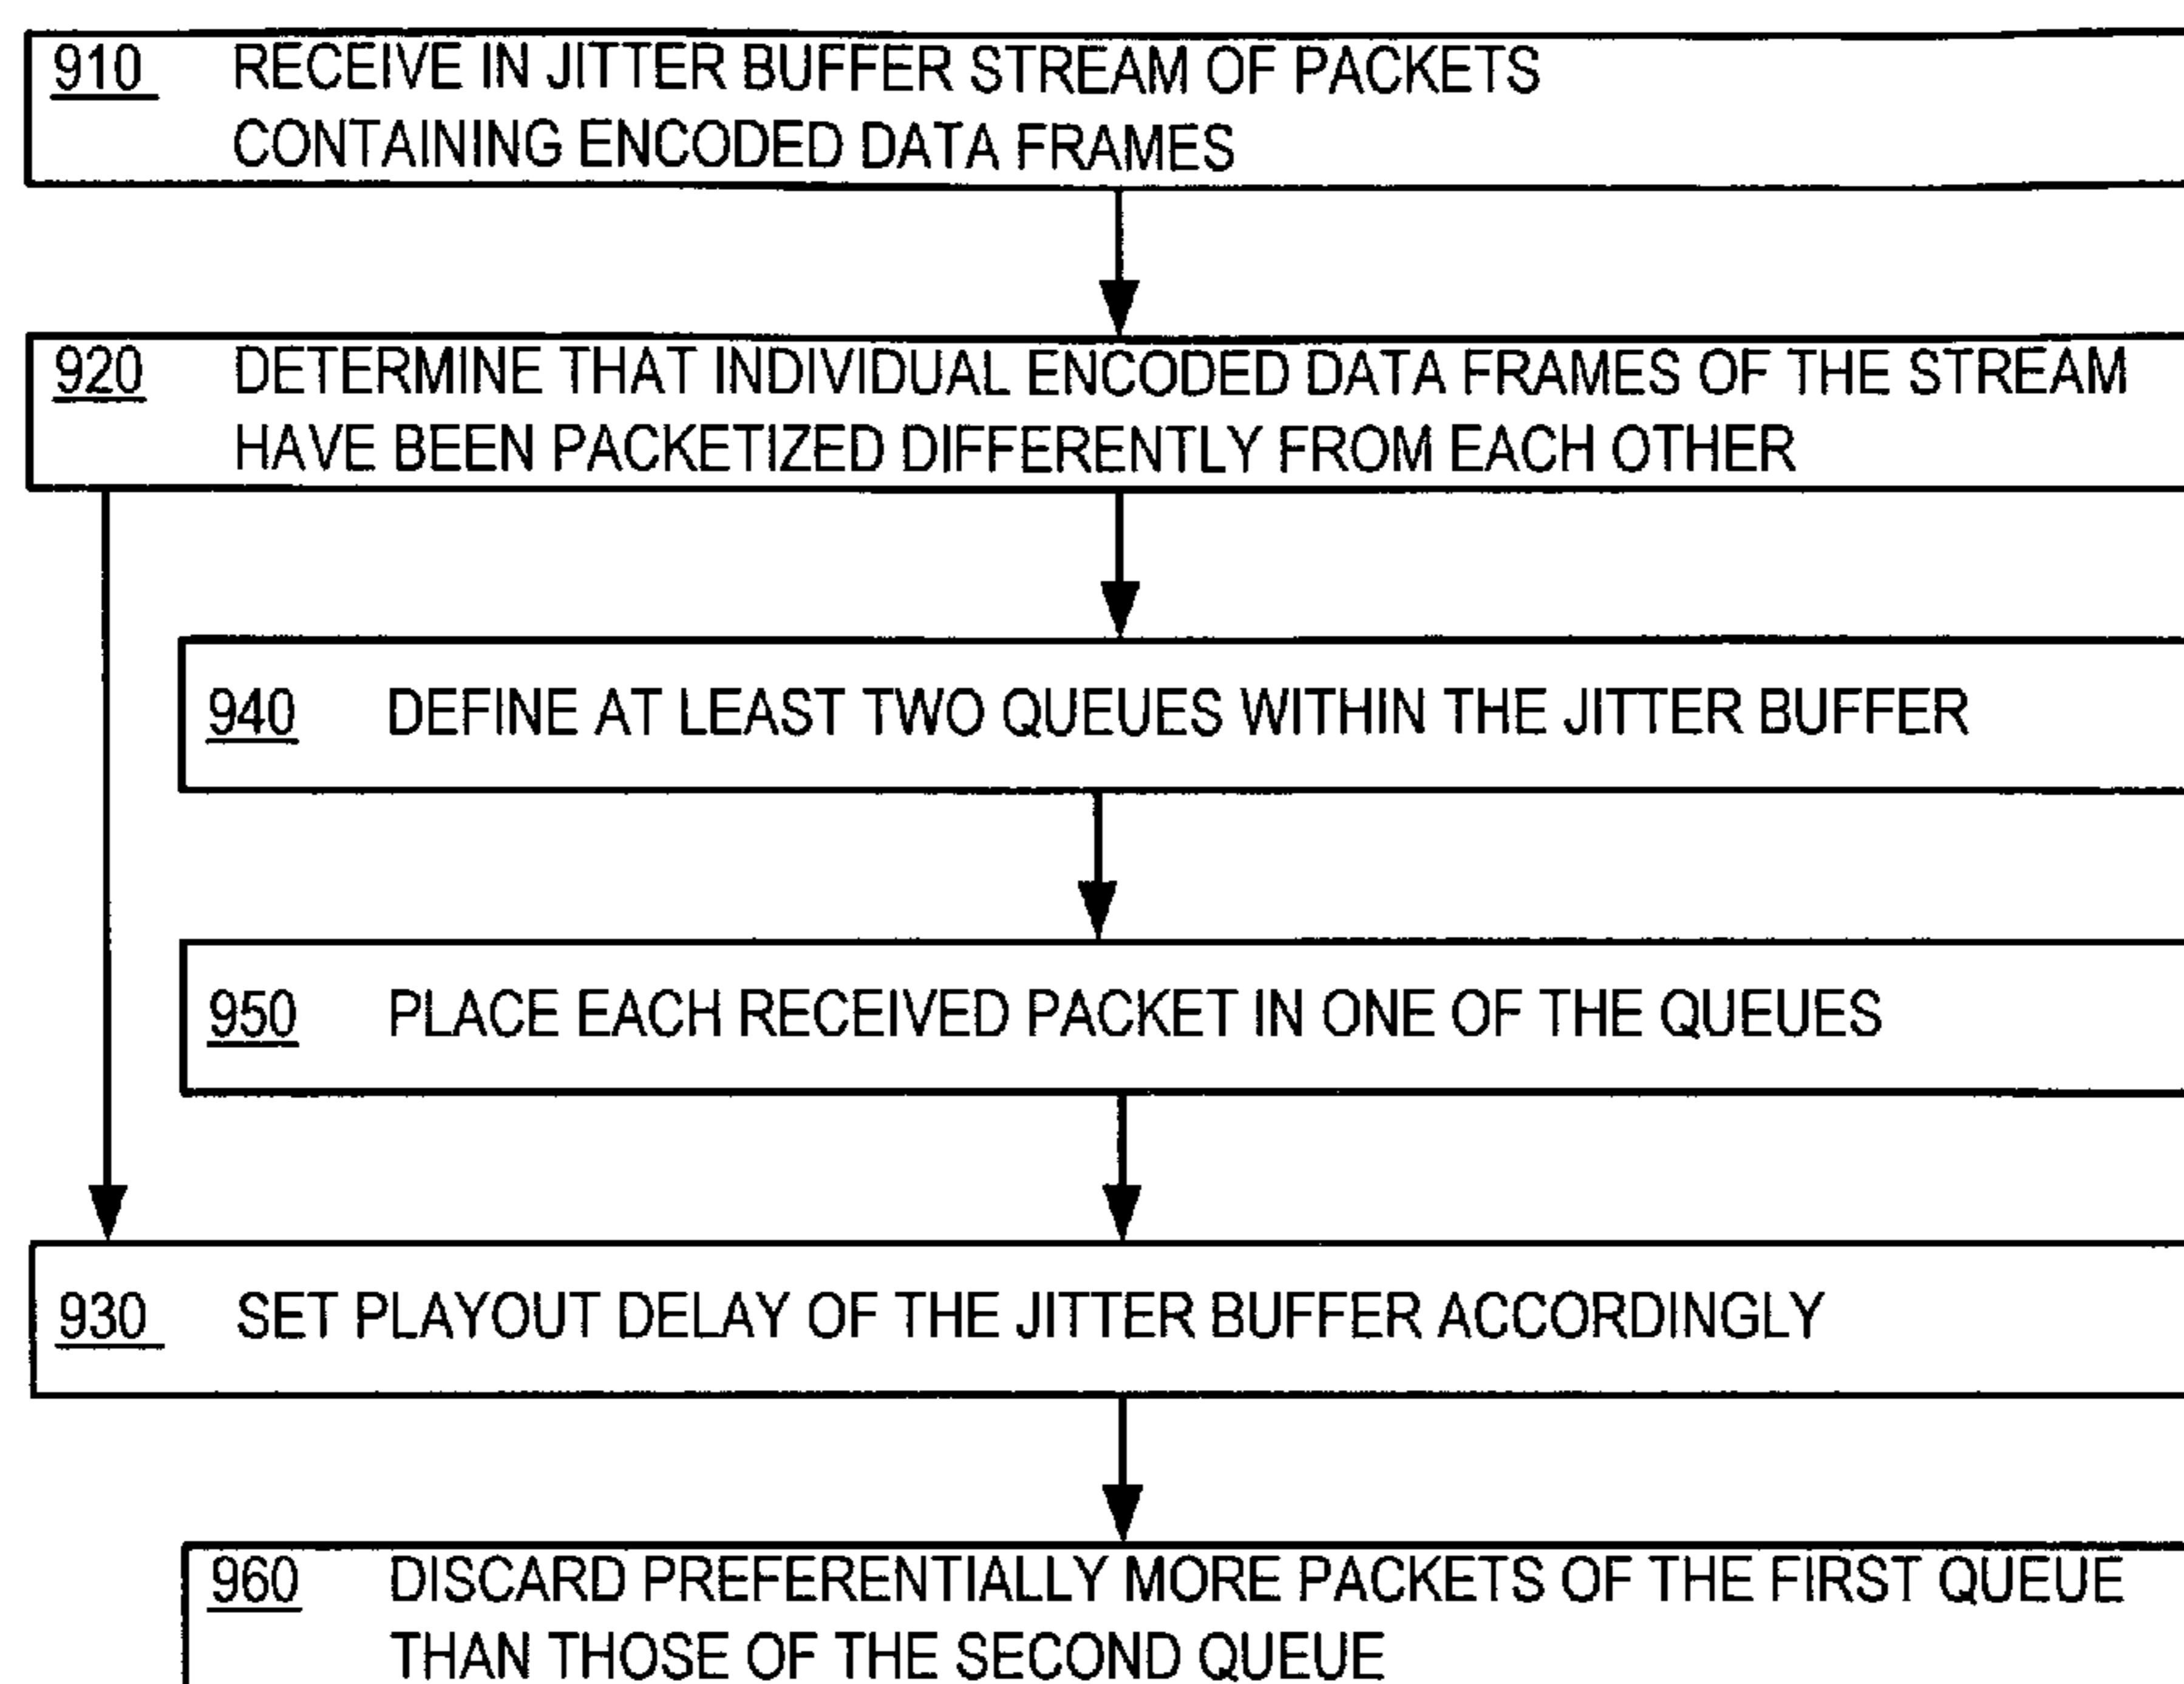 910 RECEIVE IN JITTER BUFFER STREAM OF PACKETS
CONTAINING ENCODED DATA FRAMES
920 DETERMINE THAT INDIVIDUAL ENCODED DATA FRAMES OF THE STREAM
HAVE BEEN PACKETIZED DIFFERENTLY FROM EACH OTHER
940 DEFINE AT LEAST TWO QUEUES WITHIN THE JITTER BUFFER
950 PLACE EACH RECEIVED PACKET IN ONE OF THE QUEUES
930 SET PLAYOUT DELAY OF THE JITTER BUFFER ACCORDINGLY
960 DISCARD PREFERENTIALLY MORE PACKETS OF THE FIRST QUEUE
THAN THOSE OF THE SECOND QUEUE